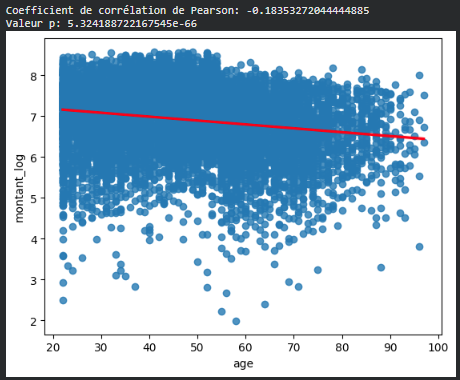 Coefficient de corrélation de Pearson: -0.18353272044444885
Valeur p: 5.324188722167545e-66
8
7
6
5
4
3
2
montant_log
20 30 40 50 60 70 80 90 100
age